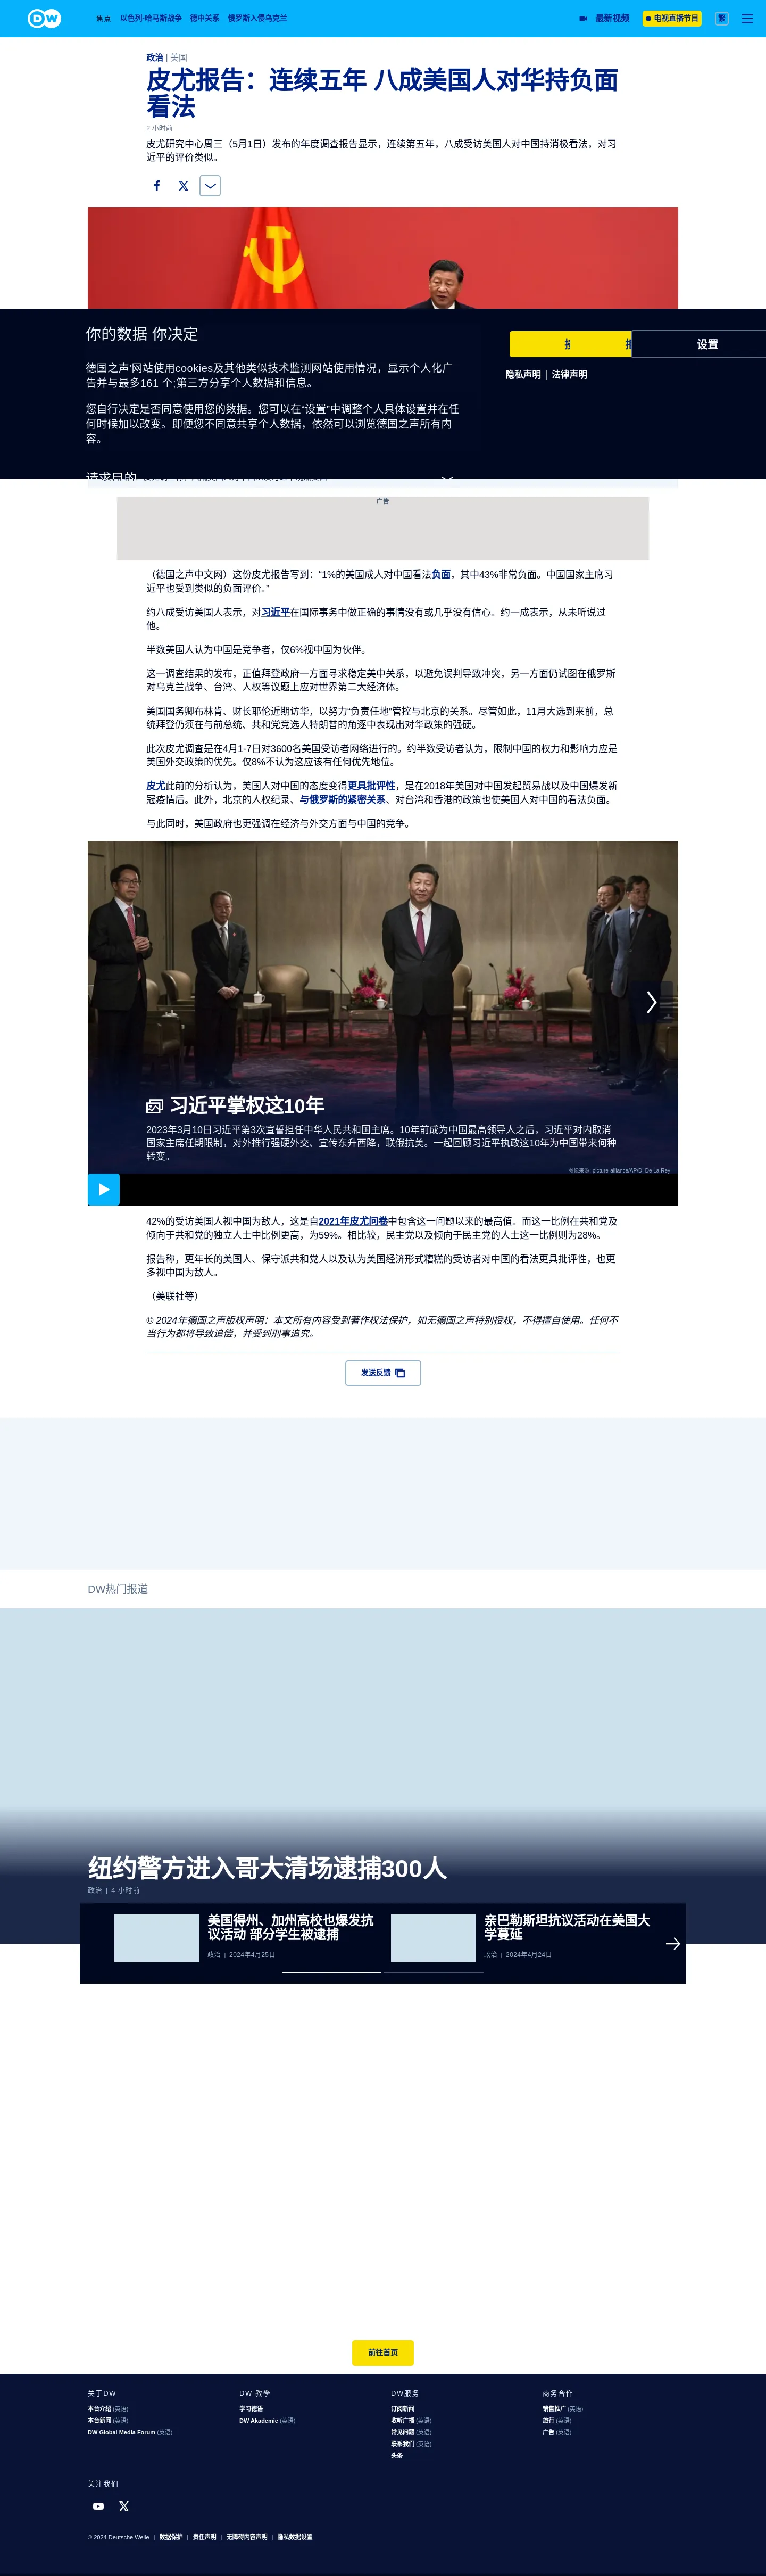 DW
焦点
以色列-哈马斯战争
德中关系
俄罗斯入侵乌克兰
最新视频
电视直播节目
繁
政治 | 美国
皮尤报告：连续五年 八成美国人对华持负面
看法
2 小时前
皮尤研究中心周三（5月1日）发布的年度调查报告显示，连续第五年，八成受访美国人对中国持消极看法，对习
近平的评价类似。
你的数据 你决定
设置
德国之声'网站使用cookies及其他类似技术监测网站使用情况，显示个人化广
告并与最多161 个;第三方分享个人数据和信息。
隐私声明 | 法律声明
您自行决定是否同意使用您的数据。您可以在“设置”中调整个人具体设置并在任
何时候加以改变。即便您不同意共享个人数据，依然可以浏览德国之声所有内
容。
请求目的
广告
（德国之声中文网）这份皮尤报告写到：“1%的美国成人对中国看法负面，其中43%非常负面。中国国家主席习
近平也受到类似的负面评价。”
约八成受访美国人表示，对习近平在国际事务中做正确的事情没有或几乎没有信心。约一成表示，从未听说过
他。
半数美国人认为中国是竞争者，仅6%视中国为伙伴。
这一调查结果的发布，正值拜登政府一方面寻求稳定美中关系，以避免误判导致冲突，另一方面仍试图在俄罗斯
对乌克兰战争、台湾、人权等议题上应对世界第二大经济体。
美国国务卿布林肯、财长耶伦近期访华，以努力“负责任地”管控与北京的关系。尽管如此，11月大选到来前，总
统拜登仍须在与前总统、共和党竞选人特朗普的角逐中表现出对华政策的强硬。
此次皮尤调查是在4月1-7日对3600名美国受访者网络进行的。约半数受访者认为，限制中国的权力和影响力应是
美国外交政策的优先。仅8%不认为这应该有任何优先地位。
皮尤此前的分析认为，美国人对中国的态度变得更具批评性，是在2018年美国对中国发起贸易战以及中国爆发新
冠疫情后。此外，北京的人权纪录、与俄罗斯的紧密关系、对台湾和香港的政策也使美国人对中国的看法负面。
与此同时，美国政府也更强调在经济与外交方面与中国的竞争。
习近平掌权这10年
2023年3月10日习近平第3次宣誓担任中华人民共和国主席。10年前成为中国最高领导人之后，习近平对内取消
国家主席任期限制，对外推行强硬外交、宣传东升西降，联俄抗美。一起回顾习近平执政这10年为中国带来何种
转变。
图像来源: picture-alliance/AP/D. De La Rey
42%的受访美国人视中国为敌人，这是自2021年皮尤问卷中包含这一问题以来的最高值。而这一比例在共和党及
倾向于共和党的独立人士中比例更高，为59%。相比较，民主党以及倾向于民主党的人士这一比例则为28%。
报告称，更年长的美国人、保守派共和党人以及认为美国经济形式糟糕的受访者对中国的看法更具批评性，也更
多视中国为敌人。
（美联社等）
© 2024年德国之声版权声明：本文所有内容受到著作权法保护，如无德国之声特别授权，不得擅自使用。任何不
当行为都将导致追偿，并受到刑事追究。
发送反馈
DW热门报道
纽约警方进入哥大清场逮捕300人
政治 | 4 小时前
美国得州、加州高校也爆发抗
议活动 部分学生被逮捕
政治 | 2024年4月25日
亲巴勒斯坦抗议活动在美国大
学蔓延
政治 | 2024年4月24日
前往首页
关于DW
本台介绍 (英语)
本台新闻 (英语)
DW Global Media Forum (英语)
DW 教學
学习德语
DW Akademie (英语)
DW服务
订阅新闻
收听广播 (英语)
常见问题 (英语)
联系我们 (英语)
头条
商务合作
销售推广 (英语)
旅行 (英语)
广告 (英语)
关注我们
© 2024 Deutsche Welle | 数据保护 | 责任声明 | 无障碍内容声明 | 隐私数据设置